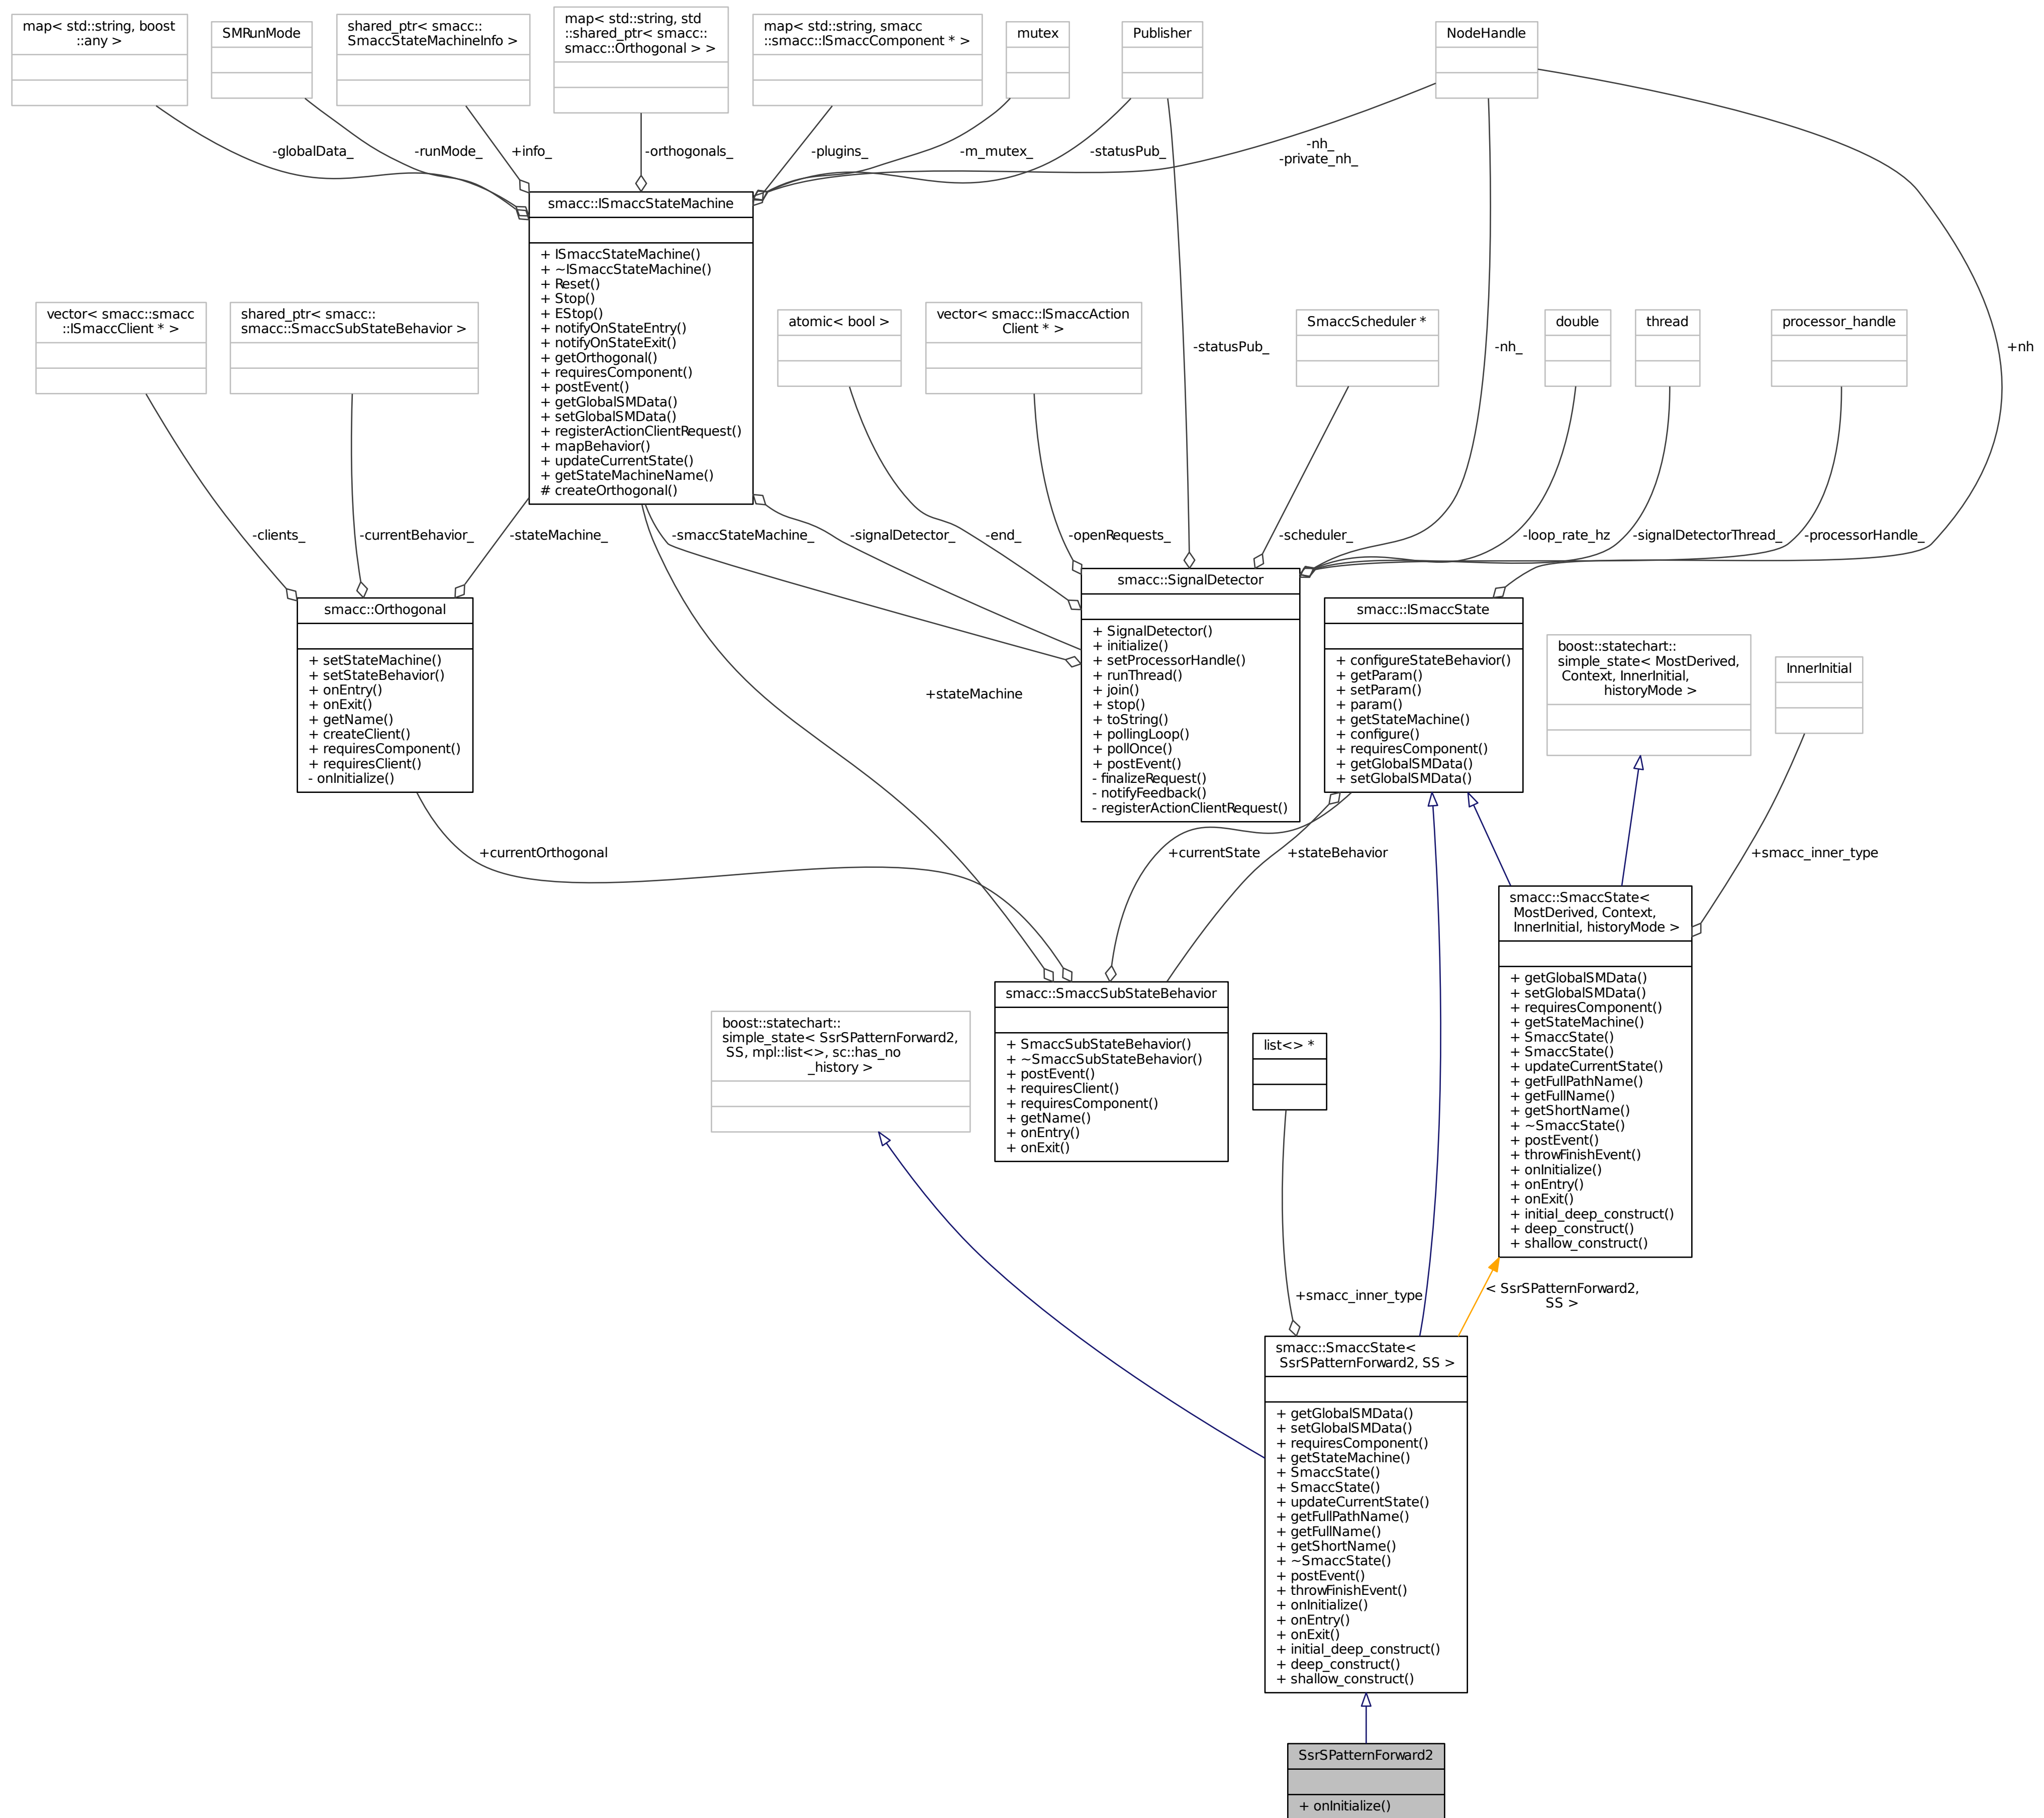 map< std::string, boost
::any >
SMRunMode
shared_ptr< smacc::
SmaccStateMachineInfo >
map< std::string, std
::shared_ptr< smacc::
smacc::Orthogonal > >
map< std::string, smacc
::smacc::ISmaccComponent * >
mutex
Publisher
NodeHandle
-globalData_
-runMode_
+info_
-orthogonals_
-plugins_
-m_mutex_
-statusPub_
-nh_
-private_nh_
smacc::ISmaccStateMachine
+ ISmaccStateMachine()
+ ~ISmaccStateMachine()
+ Reset()
+ Stop()
+ EStop()
+ notifyOnStateEntry()
+ notifyOnStateExit()
+ getOrthogonal()
+ requiresComponent()
+ postEvent()
+ getGlobalSMData()
+ setGlobalSMData()
+ registerActionClientRequest()
+ mapBehavior()
+ updateCurrentState()
+ getStateMachineName()
# createOrthogonal()
vector< smacc::smacc
::ISmaccClient * >
shared_ptr< smacc::
smacc::SmaccSubStateBehavior >
atomic< bool >
vector< smacc::ISmaccAction
Client * >
SmaccScheduler *
double
thread
processor_handle
-statusPub_
-nh_
+nh
-clients_
-currentBehavior_
-stateMachine_
-smaccStateMachine_
-signalDetector_
-end_
-openRequests_
-scheduler_
-loop_rate_hz
-signalDetectorThread_
-processorHandle_
smacc::Orthogonal
+ setStateMachine()
+ setStateBehavior()
+ onEntry()
+ onExit()
+ getName()
+ createClient()
+ requiresComponent()
+ requiresClient()
- onInitialize()
smacc::SignalDetector
+ SignalDetector()
+ initialize()
+ setProcessorHandle()
+ runThread()
+ join()
+ stop()
+ toString()
+ pollingLoop()
+ pollOnce()
+ postEvent()
- finalizeRequest()
- notifyFeedback()
- registerActionClientRequest()
smacc::ISmaccState
+ configureStateBehavior()
+ getParam()
+ setParam()
+ param()
+ getStateMachine()
+ configure()
+ requiresComponent()
+ getGlobalSMData()
+ setGlobalSMData()
boost::statechart::
simple_state< MostDerived,
Context, InnerInitial,
historyMode >
InnerInitial
+stateMachine
+currentOrthogonal
+currentState
+stateBehavior
+smacc_inner_type
smacc::SmaccState<
MostDerived, Context,
InnerInitial, historyMode >
+ getGlobalSMData()
+ setGlobalSMData()
+ requiresComponent()
+ getStateMachine()
+ SmaccState()
+ SmaccState()
+ updateCurrentState()
+ getFullPathName()
+ getFullName()
+ getShortName()
+ ~SmaccState()
+ postEvent()
+ throwFinishEvent()
+ onInitialize()
+ onEntry()
+ onExit()
+ initial_deep_construct()
+ deep_construct()
+ shallow_construct()
boost::statechart::
simple_state< SsrSPatternForward2,
SS, mpl::list<>, sc::has_no
_history >
smacc::SmaccSubStateBehavior
+ SmaccSubStateBehavior()
+ ~SmaccSubStateBehavior()
+ postEvent()
+ requiresClient()
+ requiresComponent()
+ getName()
+ onEntry()
+ onExit()
list<> *
+smacc_inner_type
< SsrSPatternForward2,
SS >
smacc::SmaccState<
SsrSPatternForward2, SS >
+ getGlobalSMData()
+ setGlobalSMData()
+ requiresComponent()
+ getStateMachine()
+ SmaccState()
+ SmaccState()
+ updateCurrentState()
+ getFullPathName()
+ getFullName()
+ getShortName()
+ ~SmaccState()
+ postEvent()
+ throwFinishEvent()
+ onInitialize()
+ onEntry()
+ onExit()
+ initial_deep_construct()
+ deep_construct()
+ shallow_construct()
SsrSPatternForward2
+ onInitialize()